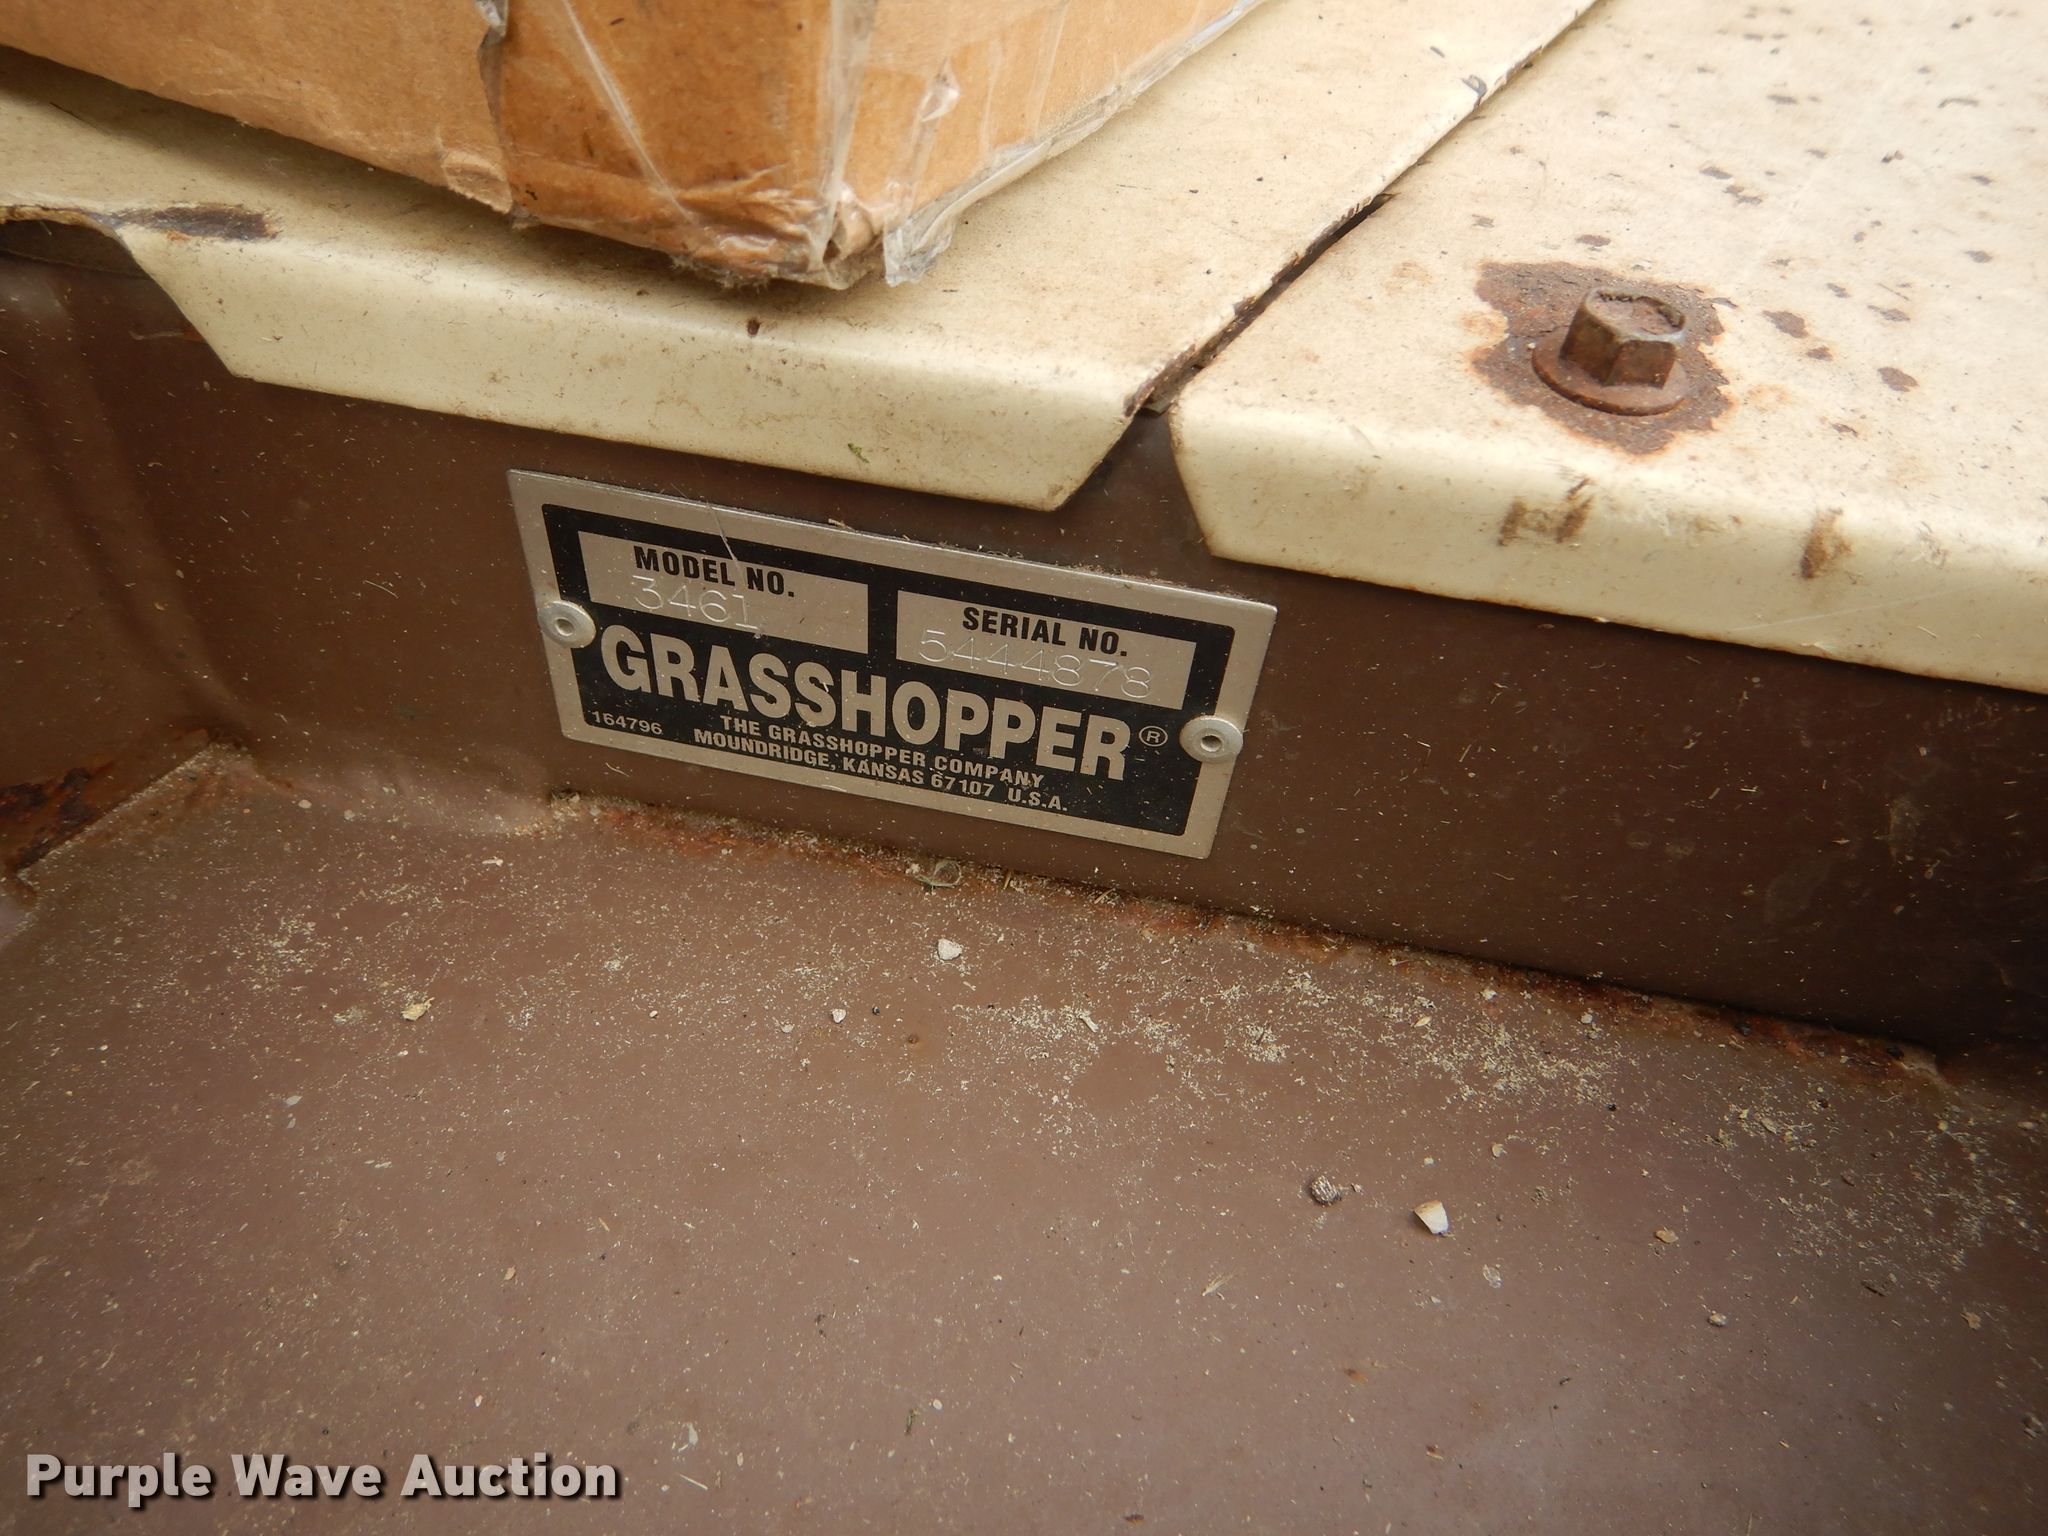 MODEL NO.
3461
SERIAL NO.
5444878
GRASSHOPPER®
164796
THE GRASSHOPPER COMPANY
MOUNDRIDGE, KANSAS 67107 U.S.A.
Purple Wave Auction